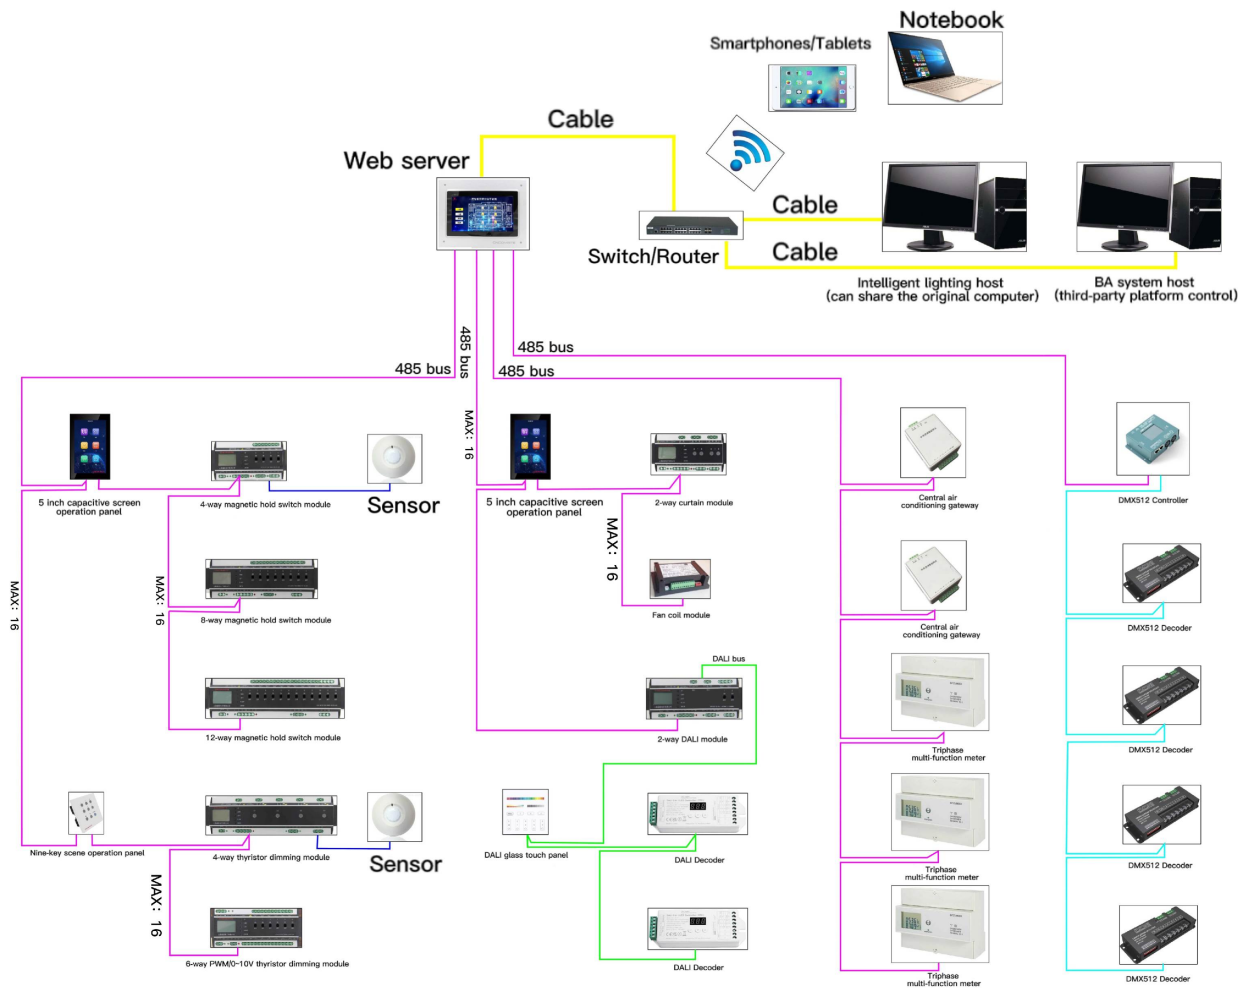 Notebook
Smartphones/Tablets
Cable
Web server
Cable
Switch/Router
Cable
Intelligent lighting host
(can share the original computer)
BA system host
(third-party platform control)
485 bus
485 bus
485 bus
485 bus
MAX: 16
5 inch capacitive screen
operation panel
4-way magnetic hold switch module
Sensor
5 inch capacitive screen
operation panel
2-way curtain module
Central air
conditioning gateway
DMX512 Controller
MAX: 16
MAX: 16
MAX: 16
8-way magnetic hold switch module
Fan coil module
Central air
conditioning gateway
DMX512 Decoder
DALI bus
12-way magnetic hold switch module
2-way DALI module
Triphase
multi-function meter
DMX512 Decoder
Nine-key scene operation panel
4-way thyristor dimming module
Sensor
DALI glass touch panel
DALI Decoder
Triphase
multi-function meter
DMX512 Decoder
MAX: 16
6-way PWM/0-10V thyristor dimming module
DALI Decoder
Triphase
multi-function meter
DMX512 Decoder